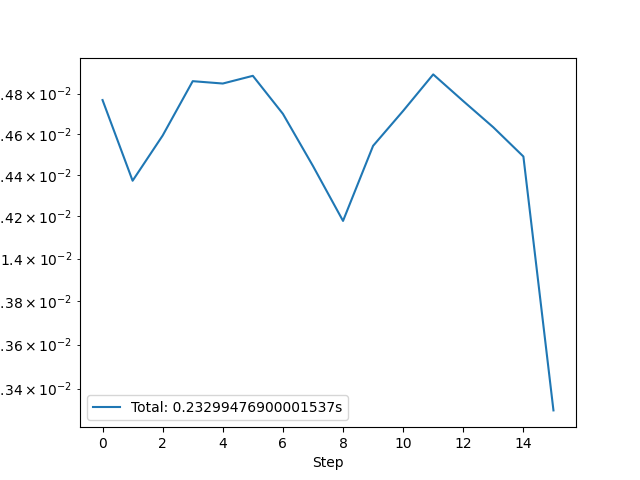 .48 × 10⁻²
.46 × 10⁻²
.44 × 10⁻²
.42 × 10⁻²
1.4 × 10⁻²
.38 × 10⁻²
.36 × 10⁻²
.34 × 10⁻²
Total: 0.23299476900001537s
0 2 4 6 8 10 12 14
Step